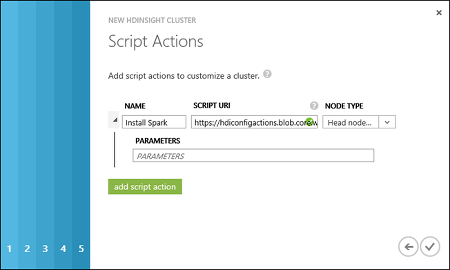 NEW HDINSIGHT CLUSTER
Script Actions
Add script actions to customize a cluster. ?
NAME SCRIPT URI ? NODE TYPE
Install Spark https://hdiconfigactions.blob.core.w Head node...
PARAMETERS
PARAMETERS
add script action
1 2 3 4 5